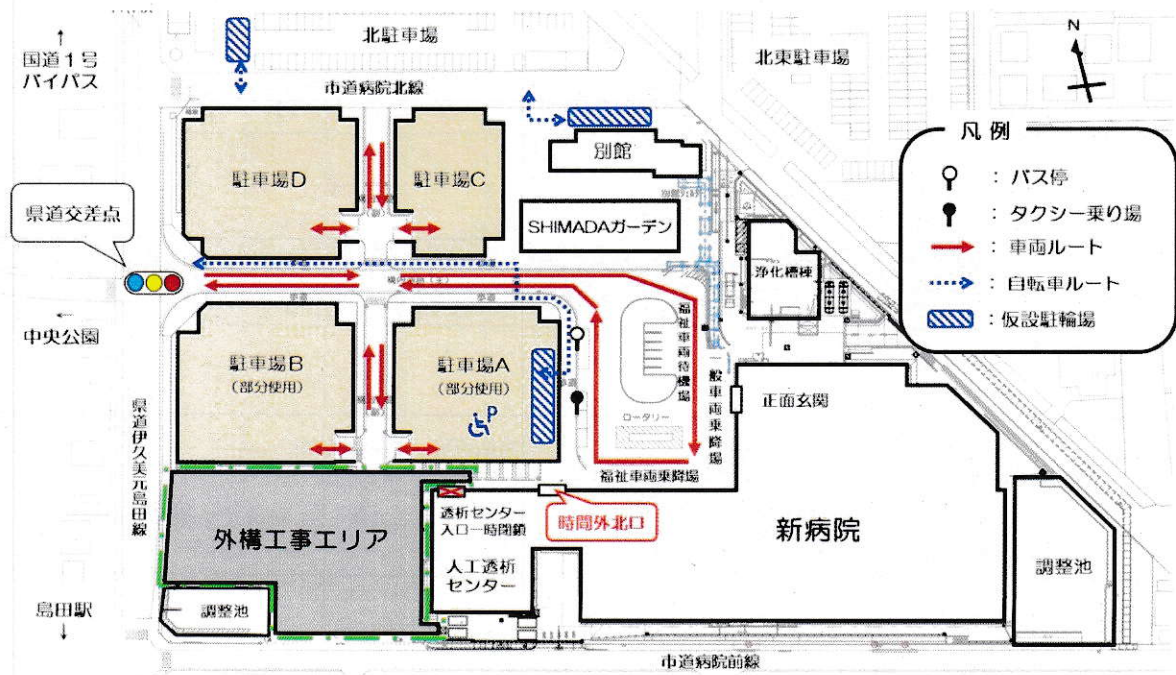 ↑
国道1号
バイパス
北駐車場
北東駐車場
N
市道病院北線
凡例
：バス停
：タクシー乗り場
：車両ルート
：自転車ルート
：仮設駐輪場
別館
駐車場D
駐車場C
県道交差点
SHIMADAガーデン
浄化槽棟
←
中央公園
歩道
歩道
歩道
歩道
駐車場B
(部分使用)
駐車場A
(部分使用)
P
福祉車両待機場
一般車両乗降場
ロータリー
正面玄関
県道伊久美元島田線
福祉車両乗降場
透析センター
入口一時閉鎖
時間外北口
外構工事エリア
人工透析
センター
新病院
調整池
調整池
島田駅
↓
市道病院前線